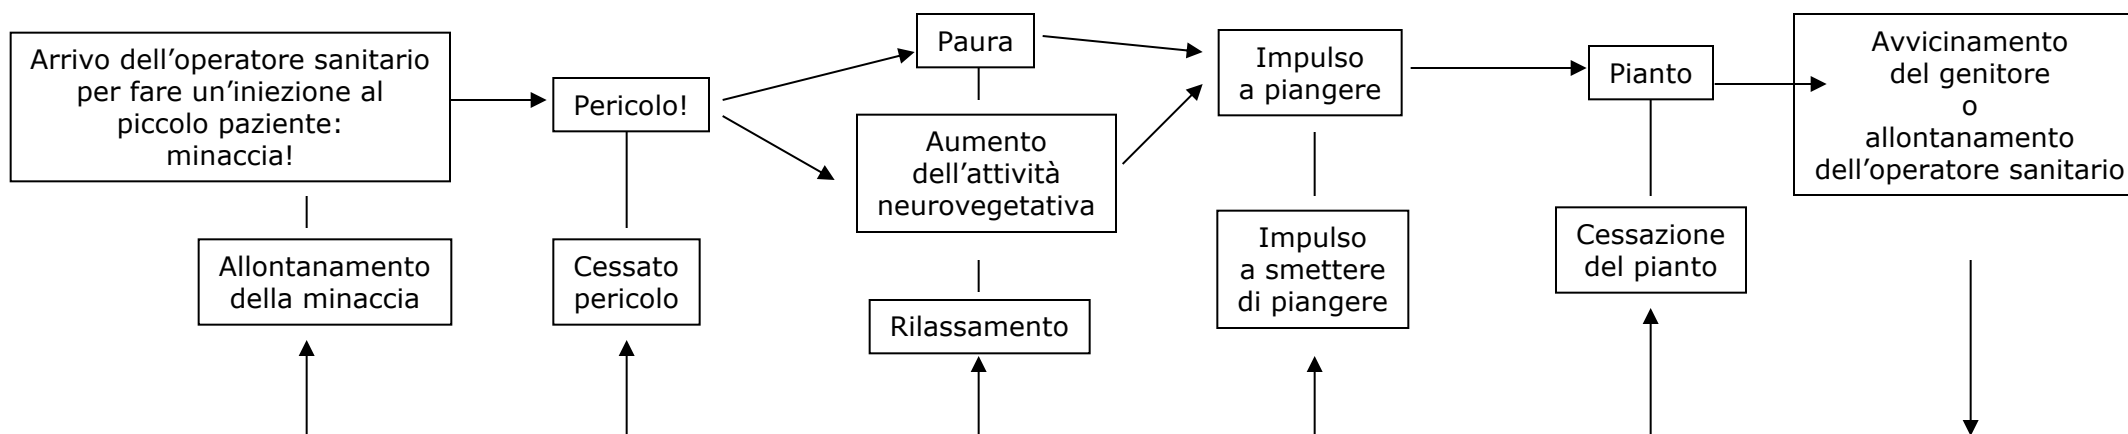 Arrivo dell’operatore sanitario
per fare un’iniezione al
piccolo paziente:
minaccia!
Pericolo!
Paura
Aumento
dell’attività
neurovegetativa
Impulso
a piangere
Pianto
Avvicinamento
del genitore
o
allontanamento
dell’operatore sanitario
Allontanamento
della minaccia
Cessato
pericolo
Rilassamento
Impulso
a smettere
di piangere
Cessazione
del pianto